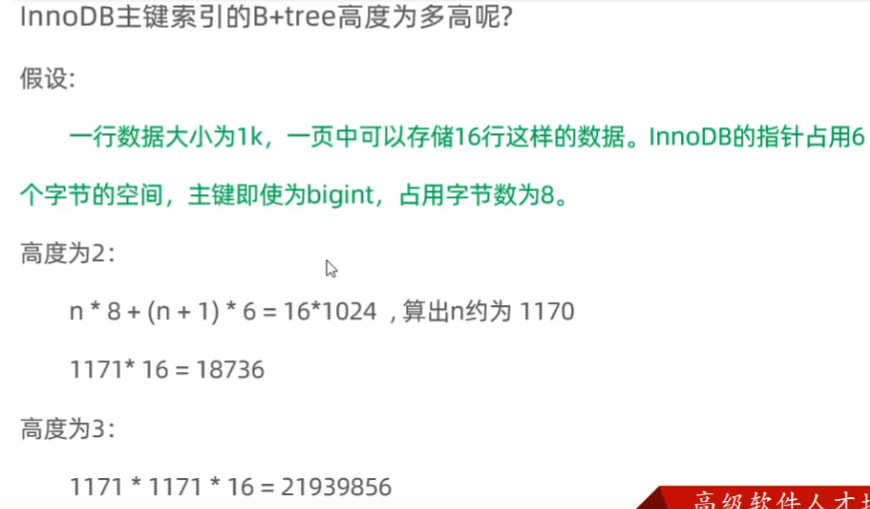 InnoDB主键索引的B+tree高度为多高呢?
假设:
一行数据大小为1k，一页中可以存储16行这样的数据。InnoDB的指针占用6
个字节的空间，主键即使为bigint，占用字节数为8。
高度为2：
n * 8 + (n + 1) * 6 = 16*1024 , 算出n约为 1170
1171* 16 = 18736
高度为3：
1171 * 1171 * 16 = 21939856
高级软件人才